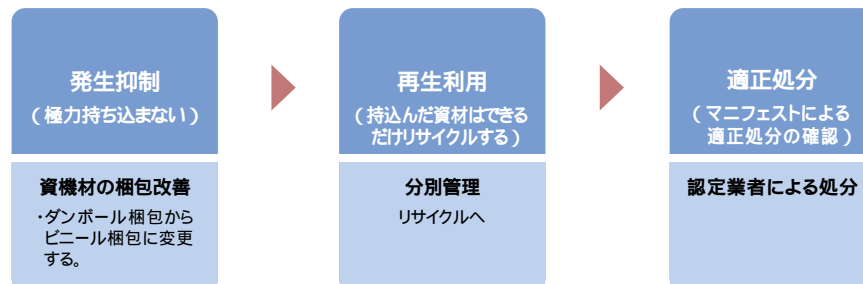 発生抑制
(極力持ち込まない)
資機材の梱包改善
・ダンボール梱包から
ビニール梱包に変更
する。
再生利用
(持込んだ資材はできる
だけリサイクルする)
分別管理
リサイクルへ
適正処分
(マニフェストによる
適正処分の確認)
認定業者による処分